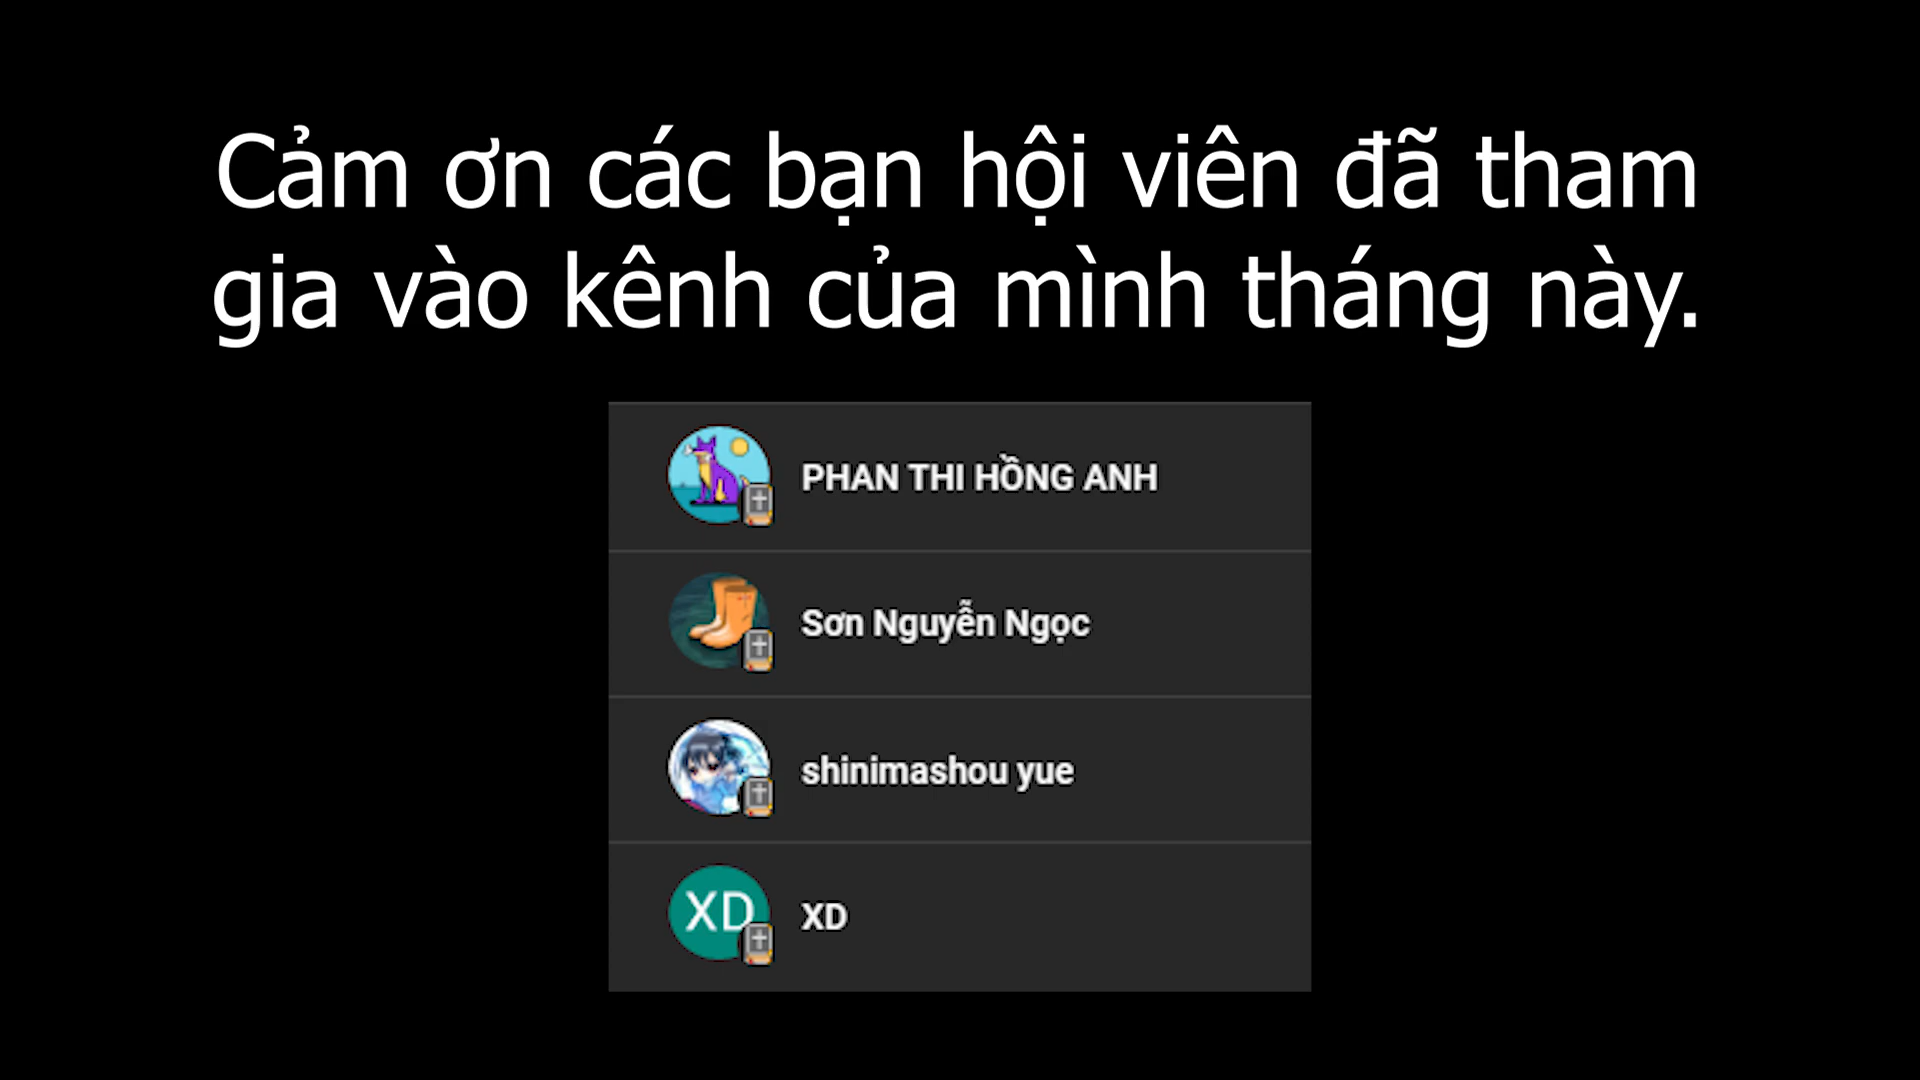 Cảm ơn các bạn hội viên đã tham
gia vào kênh của mình tháng này.
PHAN THI HỒNG ANH
Sơn Nguyễn Ngọc
shinimashou yue
XD
XD